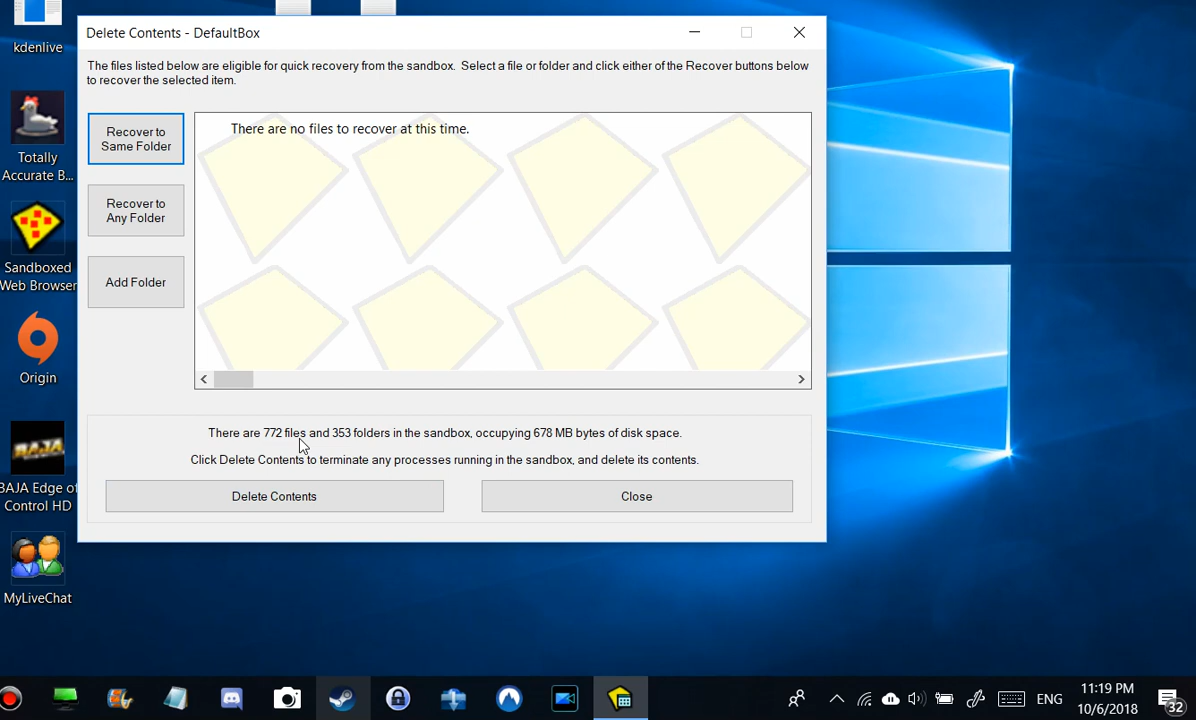 kdenlive
Delete Contents - DefaultBox
The files listed below are eligible for quick recovery from the sandbox. Select a file or folder and click either of the Recover buttons below
to recover the selected item.
Recover to
Same Folder
There are no files to recover at this time.
Totally
Accurate B...
Recover to
Any Folder
Sandboxed
Web Browser
Add Folder
Origin
There are 772 files and 353 folders in the sandbox, occupying 678 MB bytes of disk space.
Click Delete Contents to terminate any processes running in the sandbox, and delete its contents.
Delete Contents
Close
BAJA
BAJA Edge of
Control HD
MyLiveChat
ENG
11:19 PM
10/6/2018
32